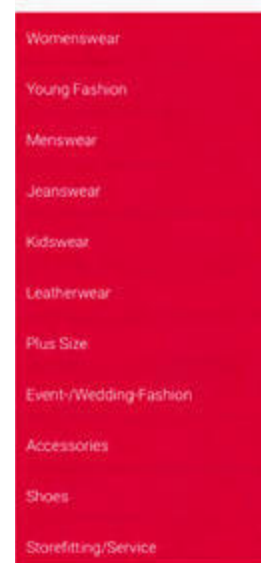 Womenswear
Young Fashion
Menswear
Jeanswear
Kidswear
Leatherwear
Plus Size
Event-/Wedding-Fashion
Accessories
Shoes
Storefitting/Service